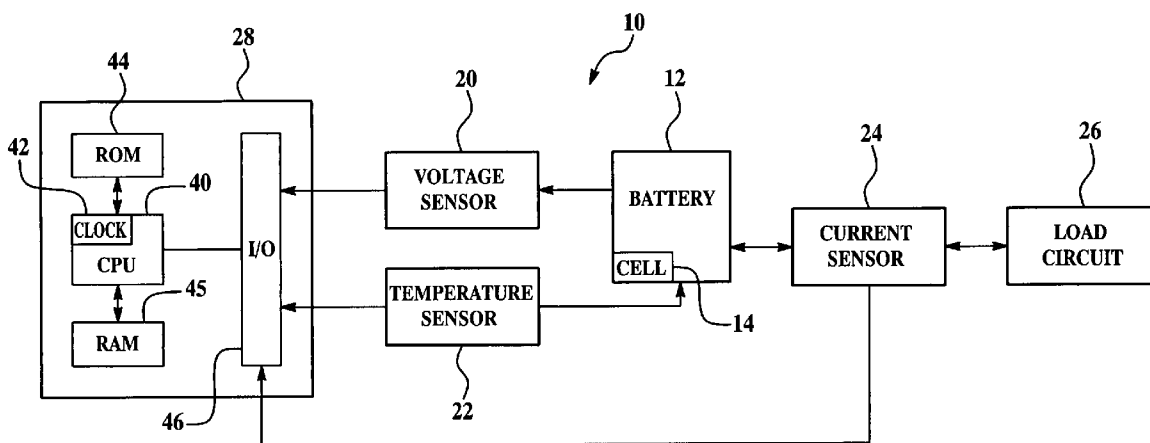 10
28
44
20
12
24
26
42
ROM
40
VOLTAGE
SENSOR
BATTERY
CLOCK
CPU
I/O
CURRENT
SENSOR
LOAD
CIRCUIT
CELL
45
TEMPERATURE
SENSOR
14
RAM
46
22